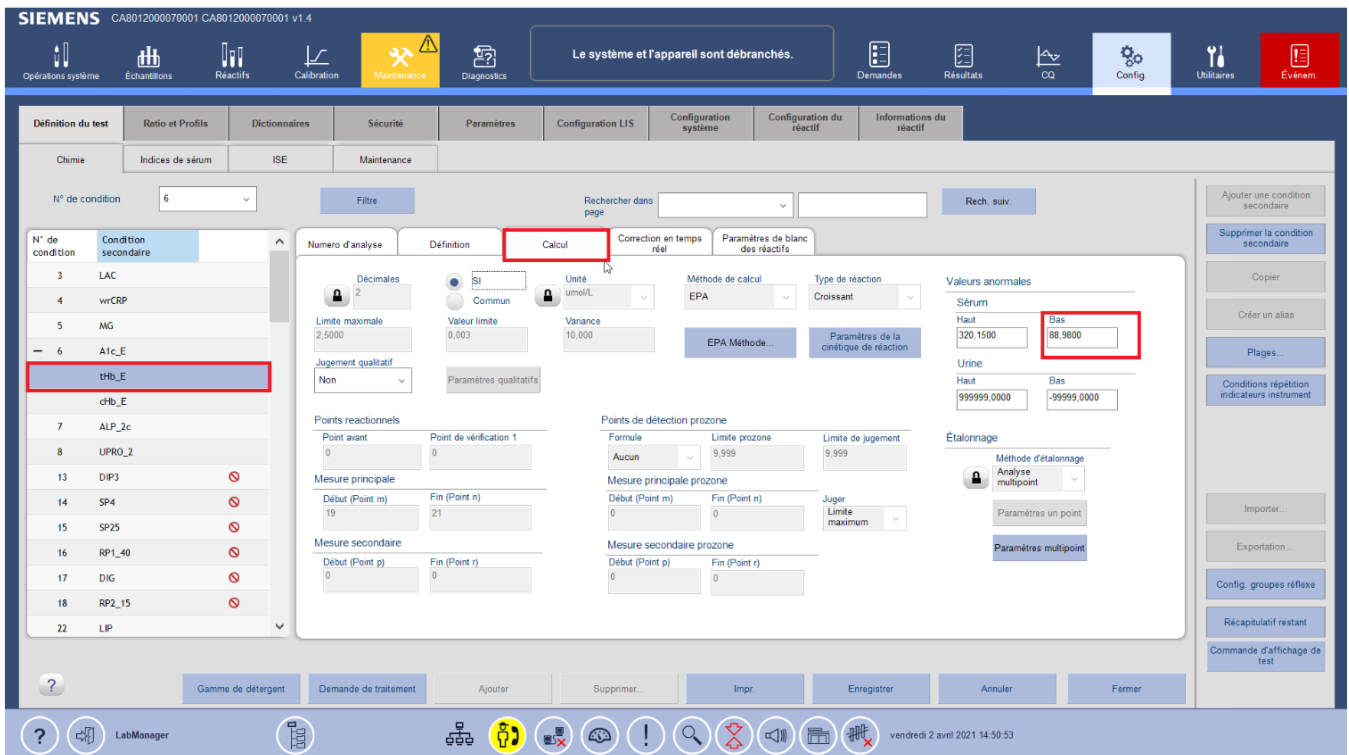 SIEMENS CA8012000070001 CA8012000070001 v1.4
Opérations système
Échantillons
Réactifs
Calibration
Maintenance
Diagnostics
Le système et l'appareil sont débranchés.
Demandes
Résultats
CQ
Config.
Utilitaires
Événem.
Définition du test
Ratio et Profils
Dictionnaires
Sécurité
Paramètres
Configuration LIS
Configuration
système
Configuration du
réactif
Informations du
réactif
Chimie
Indices de sérum
ISE
Maintenance
N° de condition
6
Filtre
Rechercher dans
page
Rech. suiv.
N° de
condition
Condition
secondaire
3 LAC
4 wrCRP
5 MG
6 A1c_E
tHb_E
cHb_E
7 ALP_2c
8 UPRO_2
13 DIP3
14 SP4
15 SP25
16 RP1_40
17 DIG
18 RP2_15
22 LIP
Numero d'analyse
Définition
Calcul
Correction en temps
réel
Paramètres de blanc
des réactifs
Décimales
2
SI
Commun
Unité
umol/L
Méthode de calcul
EPA
Type de réaction
Croissant
Limite maximale
2,5000
Valeur limite
0,003
Variance
10,000
EPA Méthode...
Paramètres de la
cinétique de réaction
Jugement qualitatif
Non
Paramètres qualitatifs
Valeurs anormales
Sérum
Haut
320,1500
Bas
88,9800
Urine
Haut
999999,0000
Bas
-99999,0000
Points reactionnels
Point avant
0
Point de vérification 1
0
Mesure principale
Début (Point m)
19
Fin (Point n)
21
Mesure secondaire
Début (Point p)
0
Fin (Point r)
0
Points de détection prozone
Formule
Aucun
Limite prozone
9,999
Limite de jugement
9,999
Mesure principale prozone
Début (Point m)
0
Fin (Point n)
0
Juger
Limite
maximum
Mesure secondaire prozone
Début (Point p)
0
Fin (Point r)
0
Étalonnage
Méthode d'étalonnage
Analyse
multipoint
Paramètres un point
Paramètres multipoint
Ajouter une condition
secondaire
Supprimer la condition
secondaire
Copier
Créer un alias
Plages...
Conditions répétition
indicateurs instrument
Importer...
Exportation...
Config. groupes réflexe
Récapitulatif restant
Commande d'affichage de
test
?
Gamme de détergent
Demande de traitement
Ajouter
Supprimer...
Impr.
Enregistrer
Annuler
Fermer
?
LabManager
vendredi 2 avril 2021 14:50:53